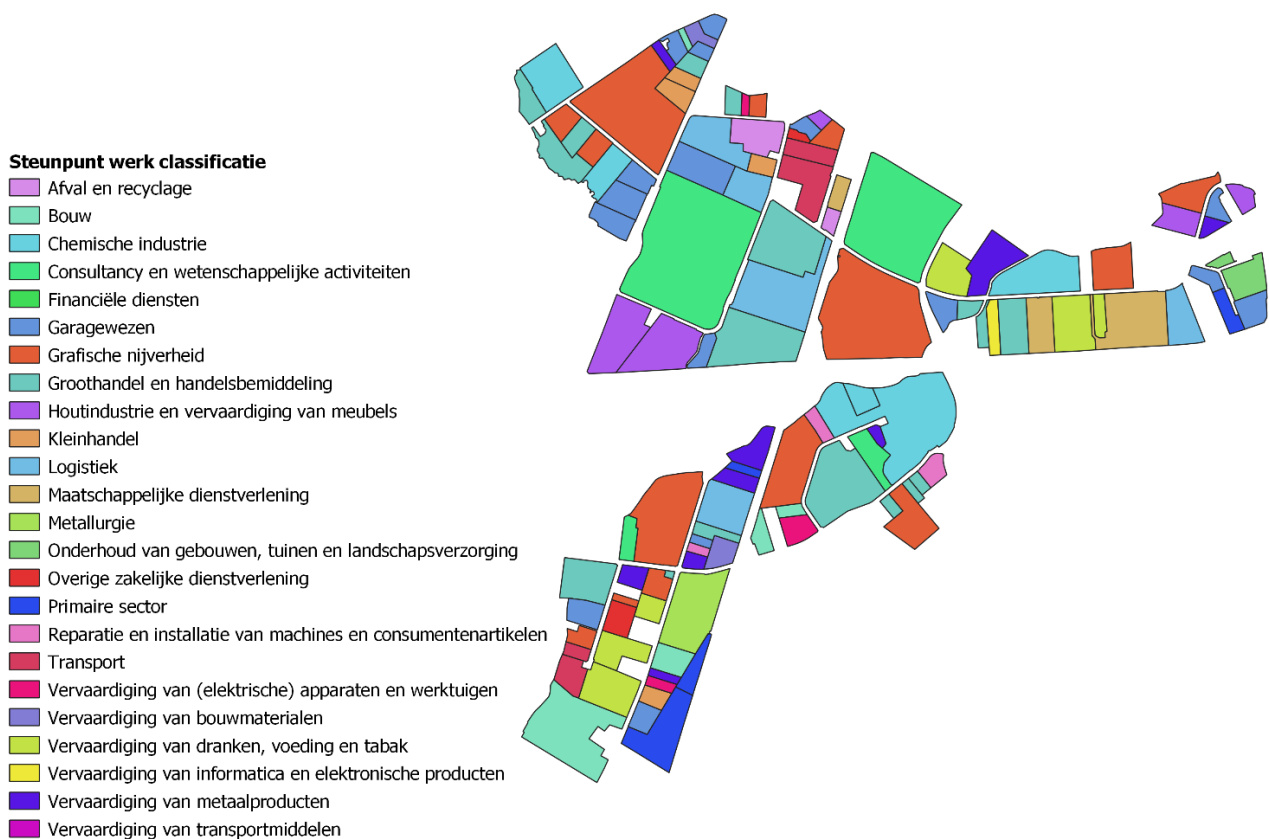 Steunpunt werk classificatie
Afval en recyclage
Bouw
Chemische industrie
Consultancy en wetenschappelijke activiteiten
Financiële diensten
Garagewezen
Grafische nijverheid
Groothandel en handelsbemiddeling
Houtindustrie en vervaardiging van meubels
Kleinhandel
Logistiek
Maatschappelijke dienstverlening
Metallurgie
Onderhoud van gebouwen, tuinen en landschapsverzorging
Overige zakelijke dienstverlening
Primaire sector
Reparatie en installatie van machines en consumentenartikelen
Transport
Vervaardiging van (elektrische) apparaten en werktuigen
Vervaardiging van bouwmaterialen
Vervaardiging van dranken, voeding en tabak
Vervaardiging van informatica en elektronische producten
Vervaardiging van metaalproducten
Vervaardiging van transportmiddelen